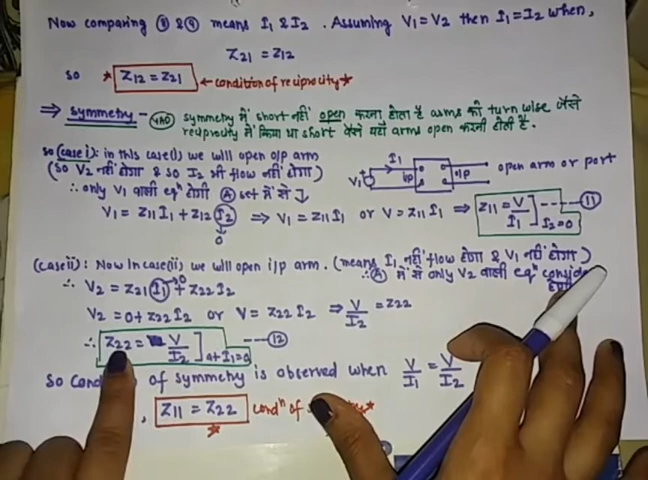 Now comparing ⑧ & ⑨ means I1 & I2 . Assuming V1 = V2 then I1 = I2 when,
Z21 = Z12
so * Z12 = Z21 ← condition of reciprocity *
⇒ symmetry - symmetry में short नहीं open करना होता है arms को turn wise जैसे
reciprocity में किया था short वैसे यहाँ arms open करनी होती है.
so (case i): in this case(i) we will open o/p arm
(so V2 नहीं होगा & so I2 भी flow नहीं होगा)
I1 V1 i/p o/p open arm or port
∴ only V1 वाली eqn होगी Ⓐ set में से ↓
V1 = Z11 I1 + Z12 I2 ⇒ V1 = Z11 I1 or V = Z11 I1 ⇒ Z11 = V/I1 ] I2=0 --- ⑪
0
(case ii): Now in case(ii) we will open i/p arm. (means I1 नहीं flow होगा & V1 नहीं होगा)
∴ Ⓐ में से only V2 वाली eqn
∴ V2 = Z21 I1 + Z22 I2
0
V2 = 0 + Z22 I2 or V = Z22 I2 ⇒ V/I2 = Z22
∴ Z22 = V/I2 ] at I1=0 --- ⑫
so of symmetry is observed when V/I1 = V/I2
, Z11 = Z22 condn of
*